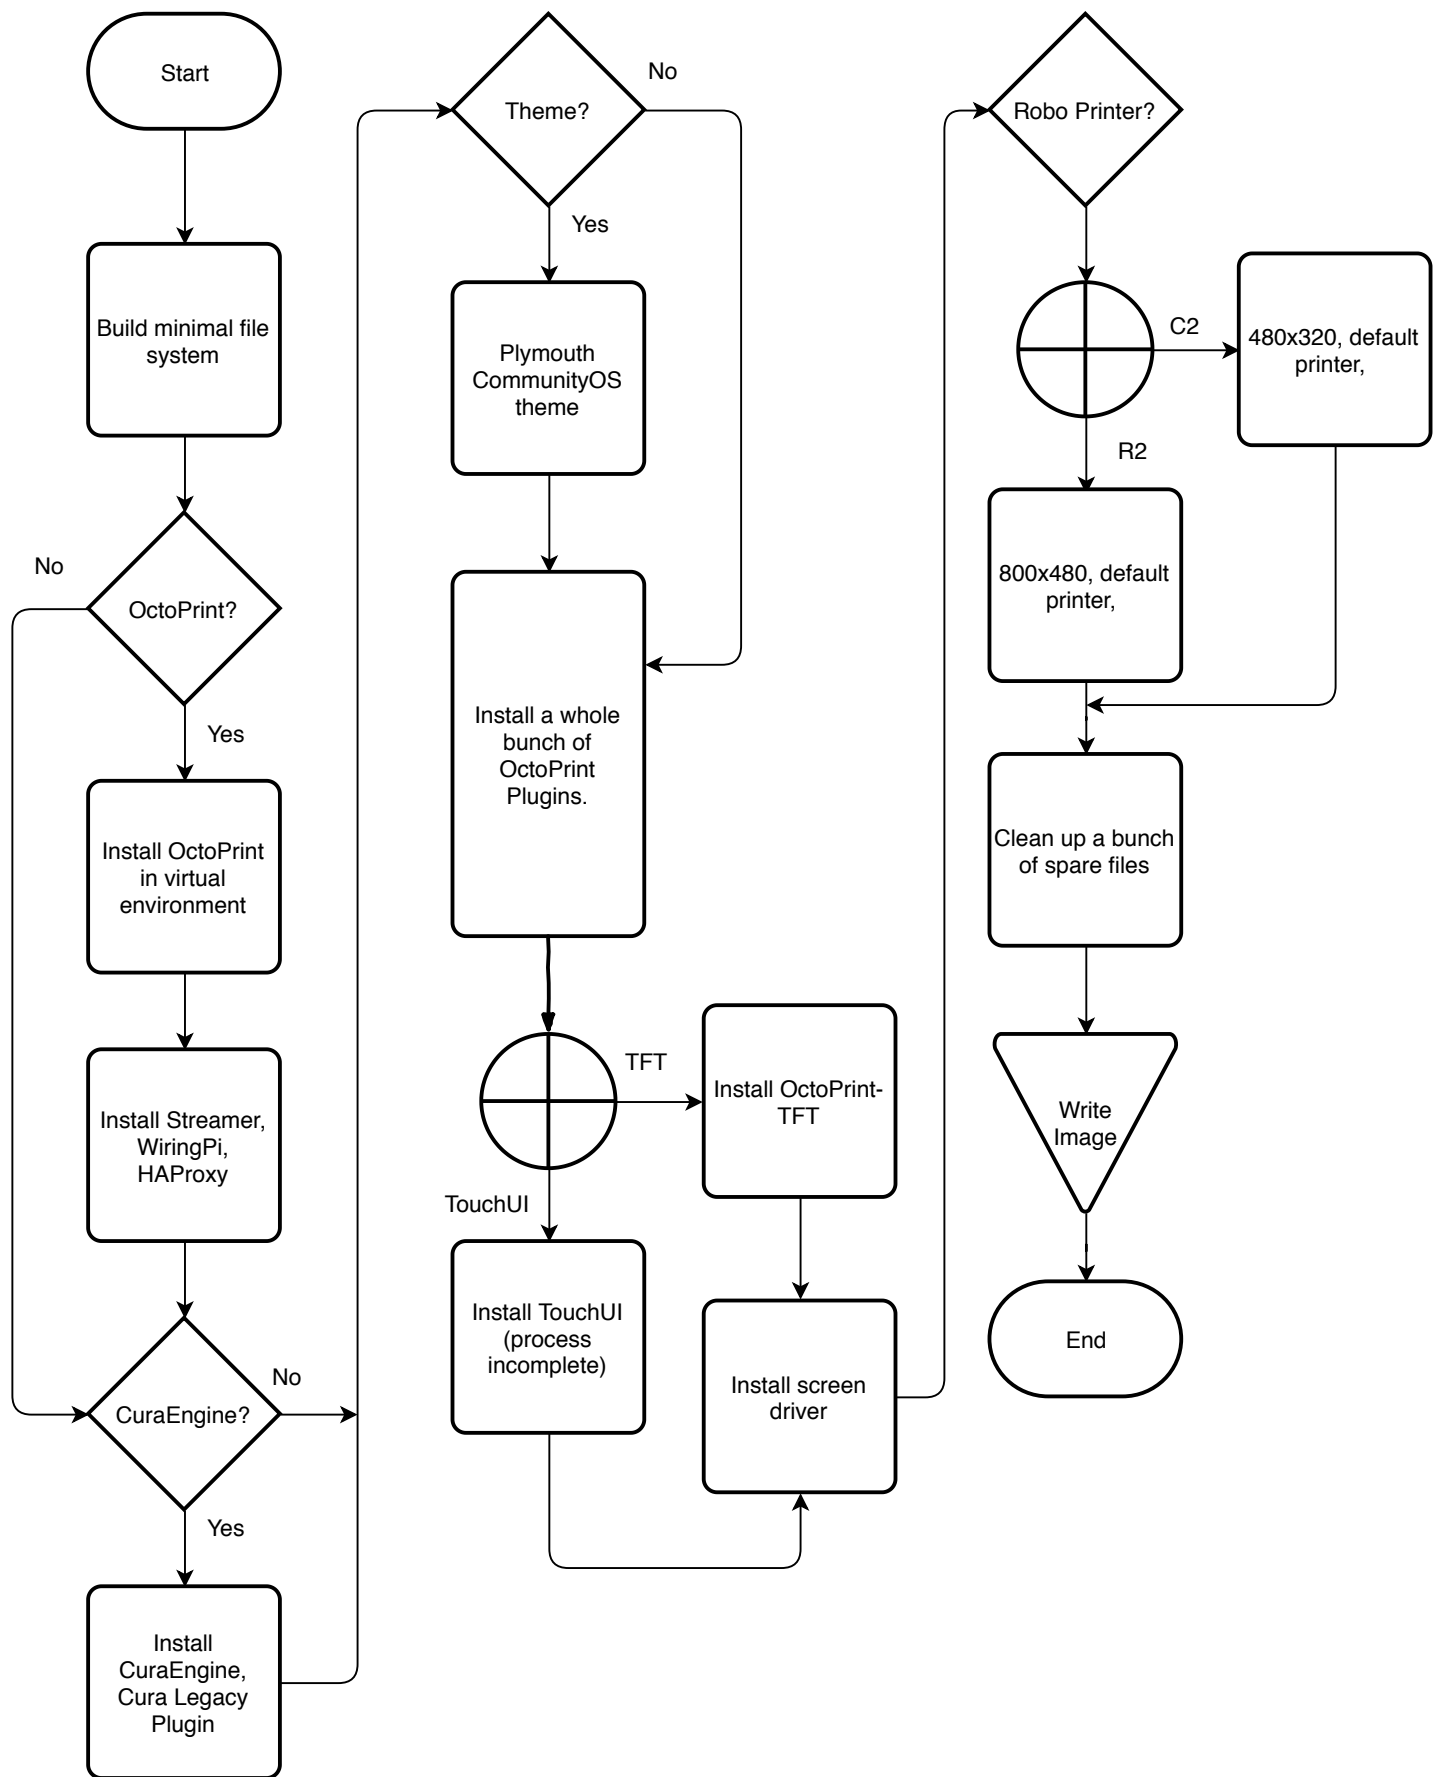 Start
Build minimal file
system
No
OctoPrint?
Yes
Install OctoPrint
in virtual
environment
Install Streamer,
WiringPi,
HAProxy
No
CuraEngine?
Yes
Install
CuraEngine,
Cura Legacy
Plugin
No
Theme?
Yes
Plymouth
CommunityOS
theme
Install a whole
bunch of
OctoPrint
Plugins.
TFT
Install OctoPrint-
TFT
TouchUI
Install TouchUI
(process
incomplete)
Install screen
driver
Robo Printer?
C2
480x320, default
printer,
R2
800x480, default
printer,
Clean up a bunch
of spare files
Write
Image
End